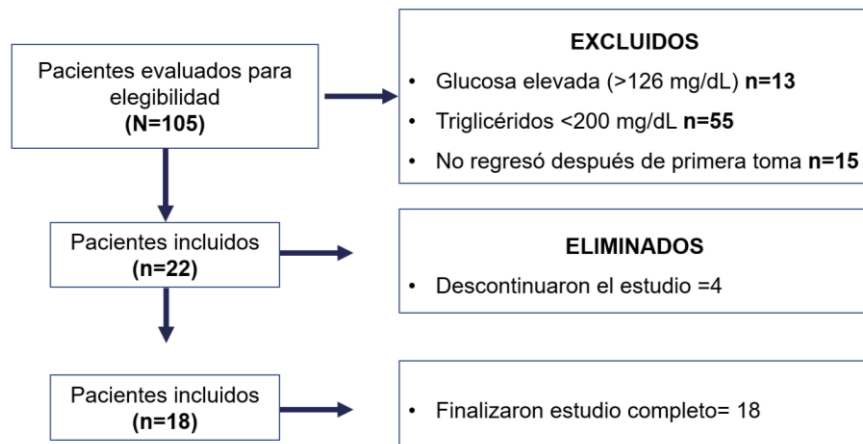 Pacientes evaluados para
elegibilidad
(N=105)
EXCLUIDOS
• Glucosa elevada (>126 mg/dL) n=13
• Triglicéridos <200 mg/dL n=55
• No regresó después de primera toma n=15
Pacientes incluidos
(n=22)
ELIMINADOS
• Descontinuaron el estudio =4
Pacientes incluidos
(n=18)
• Finalizaron estudio completo= 18